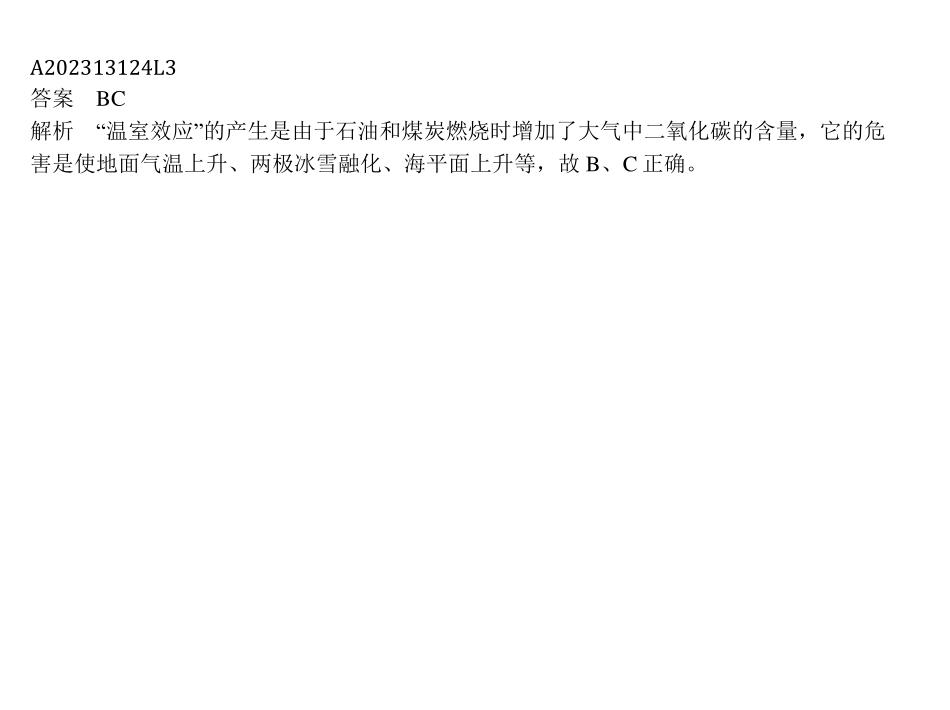 A202313124L3
答案　BC
解析　“温室效应”的产生是由于石油和煤炭燃烧时增加了大气中二氧化碳的含量，它的危
害是使地面气温上升、两极冰雪融化、海平面上升等，故 B、C 正确。